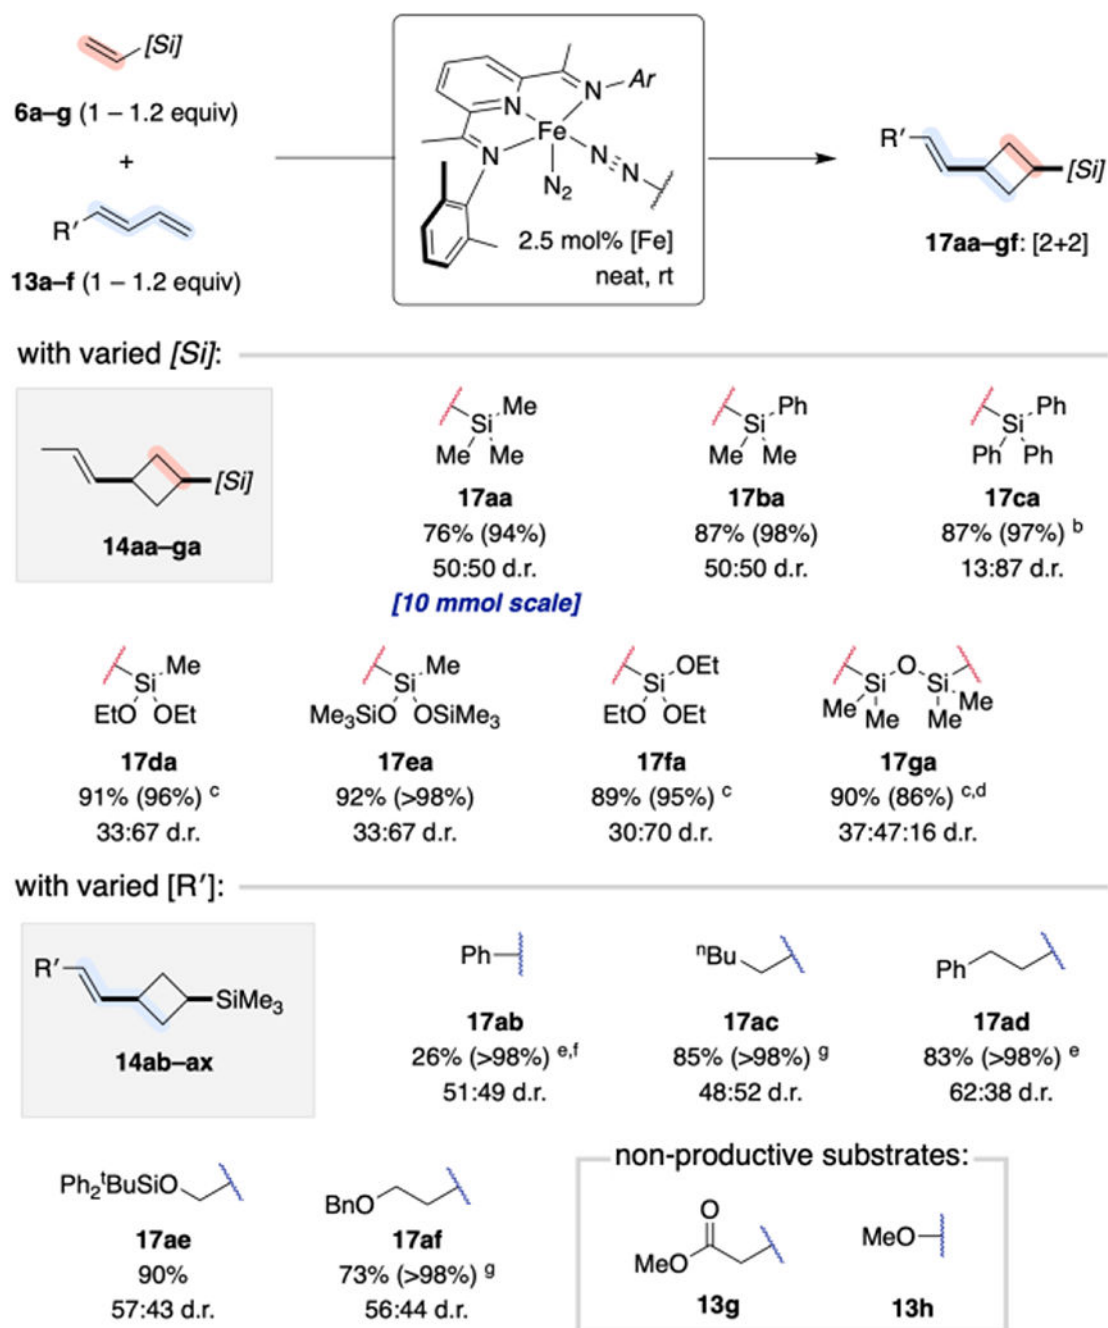 [Si]
6a–g (1 – 1.2 equiv)
+
R′
13a–f (1 – 1.2 equiv)
N
N
Ar
Fe
N
N
N
N₂
2.5 mol% [Fe]
neat, rt
R′
[Si]
17aa–gf: [2+2]
with varied [Si]:
[Si]
14aa–ga
Si Me
Me Me
17aa
76% (94%)
50:50 d.r.
[10 mmol scale]
Si Ph
Me Me
17ba
87% (98%)
50:50 d.r.
Si Ph
Ph Ph
17ca
87% (97%) b
13:87 d.r.
Si Me
EtO OEt
17da
91% (96%) c
33:67 d.r.
Si Me
Me₃SiO OSiMe₃
17ea
92% (>98%)
33:67 d.r.
Si OEt
EtO OEt
17fa
89% (95%) c
30:70 d.r.
Si O Si
Me Me Me Me
17ga
90% (86%) c,d
37:47:16 d.r.
with varied [R′]:
R′
SiMe₃
14ab–ax
Ph
17ab
26% (>98%) e,f
51:49 d.r.
ⁿBu
17ac
85% (>98%) g
48:52 d.r.
Ph
17ad
83% (>98%) e
62:38 d.r.
Ph₂ᵗBuSiO
17ae
90%
57:43 d.r.
BnO
17af
73% (>98%) g
56:44 d.r.
non-productive substrates:
O
MeO
13g
MeO
13h